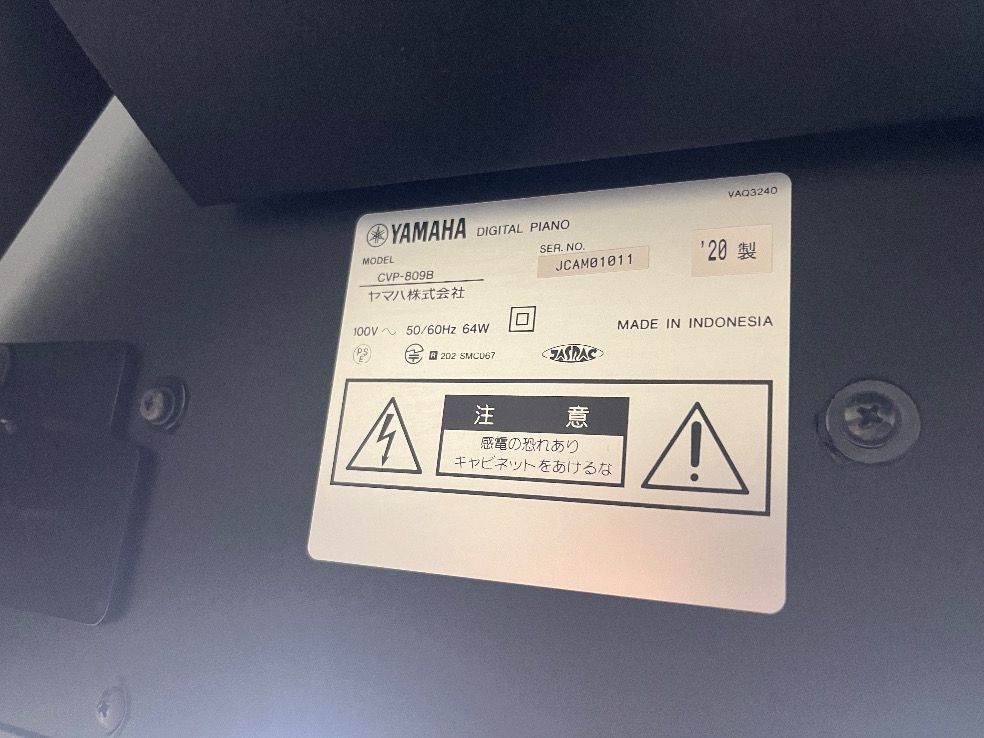 VAQ3240
YAMAHA DIGITAL PIANO
MODEL
CVP-809B
SER. NO.
JCAM01011
'20 製
ヤマハ株式会社
100V ~ 50/60Hz 64W
MADE IN INDONESIA
PS
E
R 202-SMC067
JASPAC
注 意
感電の恐れあり
キャビネットをあけるな